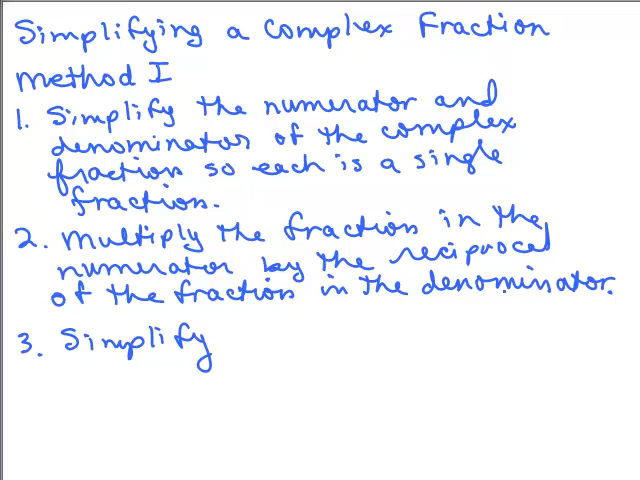 Simplifying a Complex Fraction
Method I
1. Simplify the numerator and
denominator of the complex
fraction so each is a single
fraction.
2. Multiply the fraction in the
numerator by the reciprocal
of the fraction in the denominator.
3. Simplify